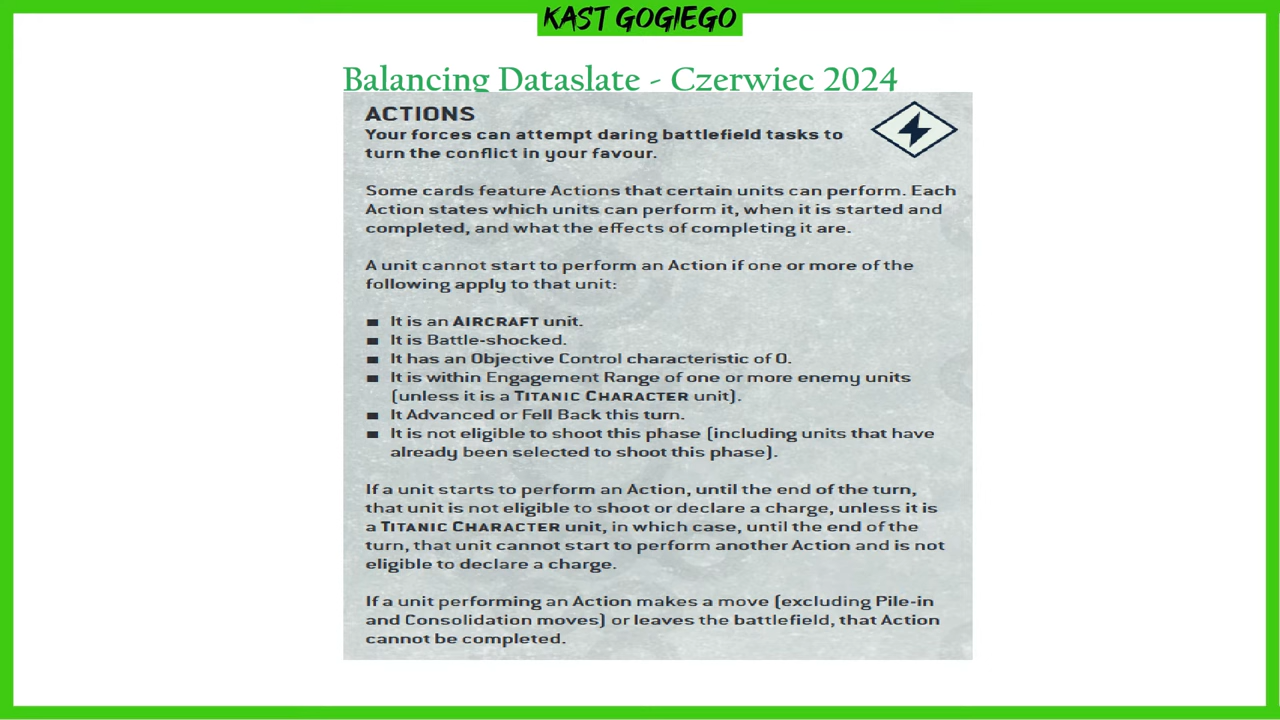 KAST GOGIEGO
Balancing Dataslate - Czerwiec 2024
ACTIONS
Your forces can attempt daring battlefield tasks to
turn the conflict in your favour.
Some cards feature Actions that certain units can perform. Each
Action states which units can perform it, when it is started and
completed, and what the effects of completing it are.
A unit cannot start to perform an Action if one or more of the
following apply to that unit:
■ It is an AIRCRAFT unit.
■ It is Battle-shocked.
■ It has an Objective Control characteristic of 0.
■ It is within Engagement Range of one or more enemy units
(unless it is a TITANIC CHARACTER unit).
■ It Advanced or Fell Back this turn.
■ It is not eligible to shoot this phase (including units that have
already been selected to shoot this phase).
If a unit starts to perform an Action, until the end of the turn,
that unit is not eligible to shoot or declare a charge, unless it is
a TITANIC CHARACTER unit, in which case, until the end of the
turn, that unit cannot start to perform another Action and is not
eligible to declare a charge.
If a unit performing an Action makes a move (excluding Pile-in
and Consolidation moves) or leaves the battlefield, that Action
cannot be completed.